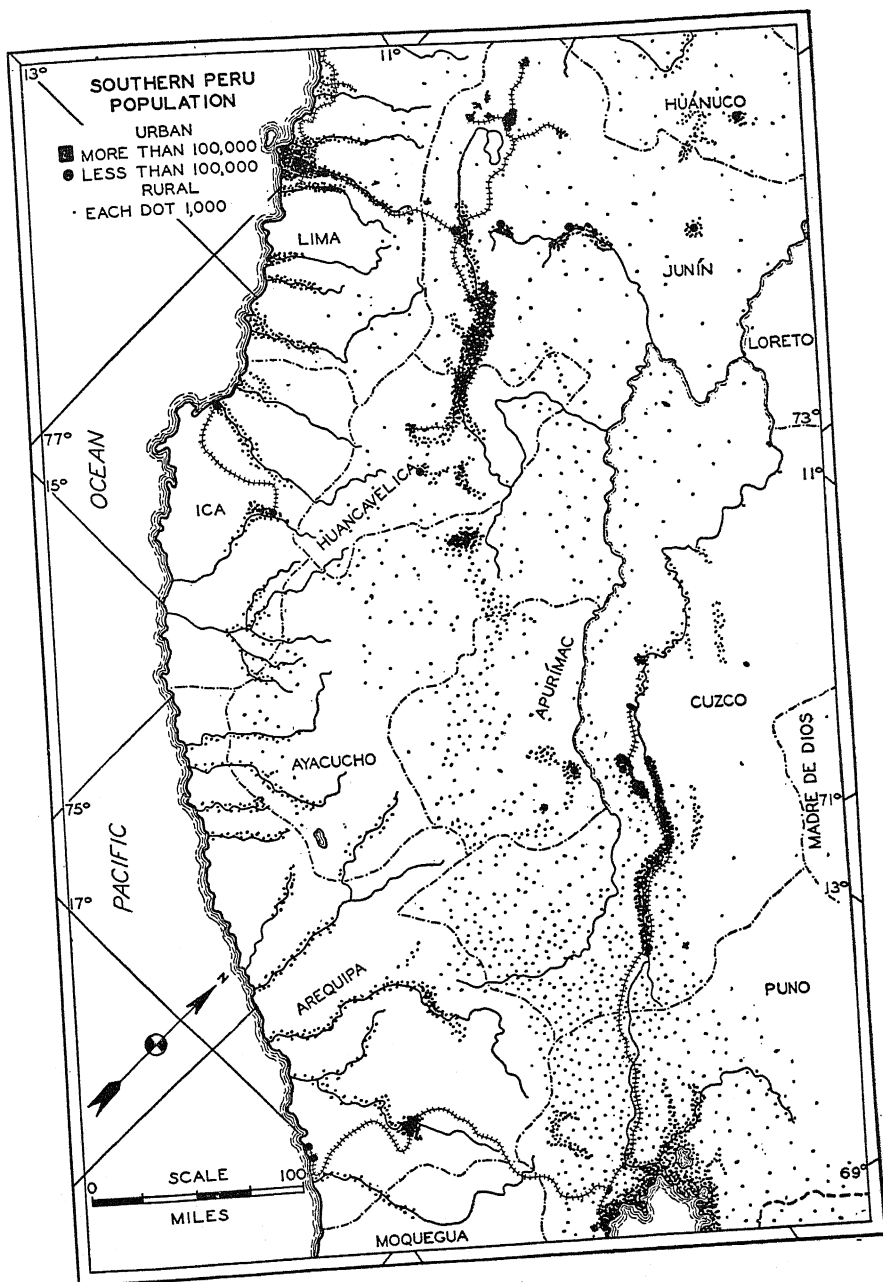 13°
11°
SOUTHERN PERU
POPULATION
URBAN
MORE THAN 100,000
LESS THAN 100,000
RURAL
EACH DOT 1,000
HUÁNUCO
LIMA
JUNÍN
LORETO
77°
73°
15°
11°
OCEAN
ICA
HUANCAVELICA
APURÍMAC
CUZCO
MADRE DE DIOS
AYACUCHO
75°
71°
PACIFIC
17°
13°
N
AREQUIPA
PUNO
69°
SCALE
0 100
MILES
MOQUEGUA